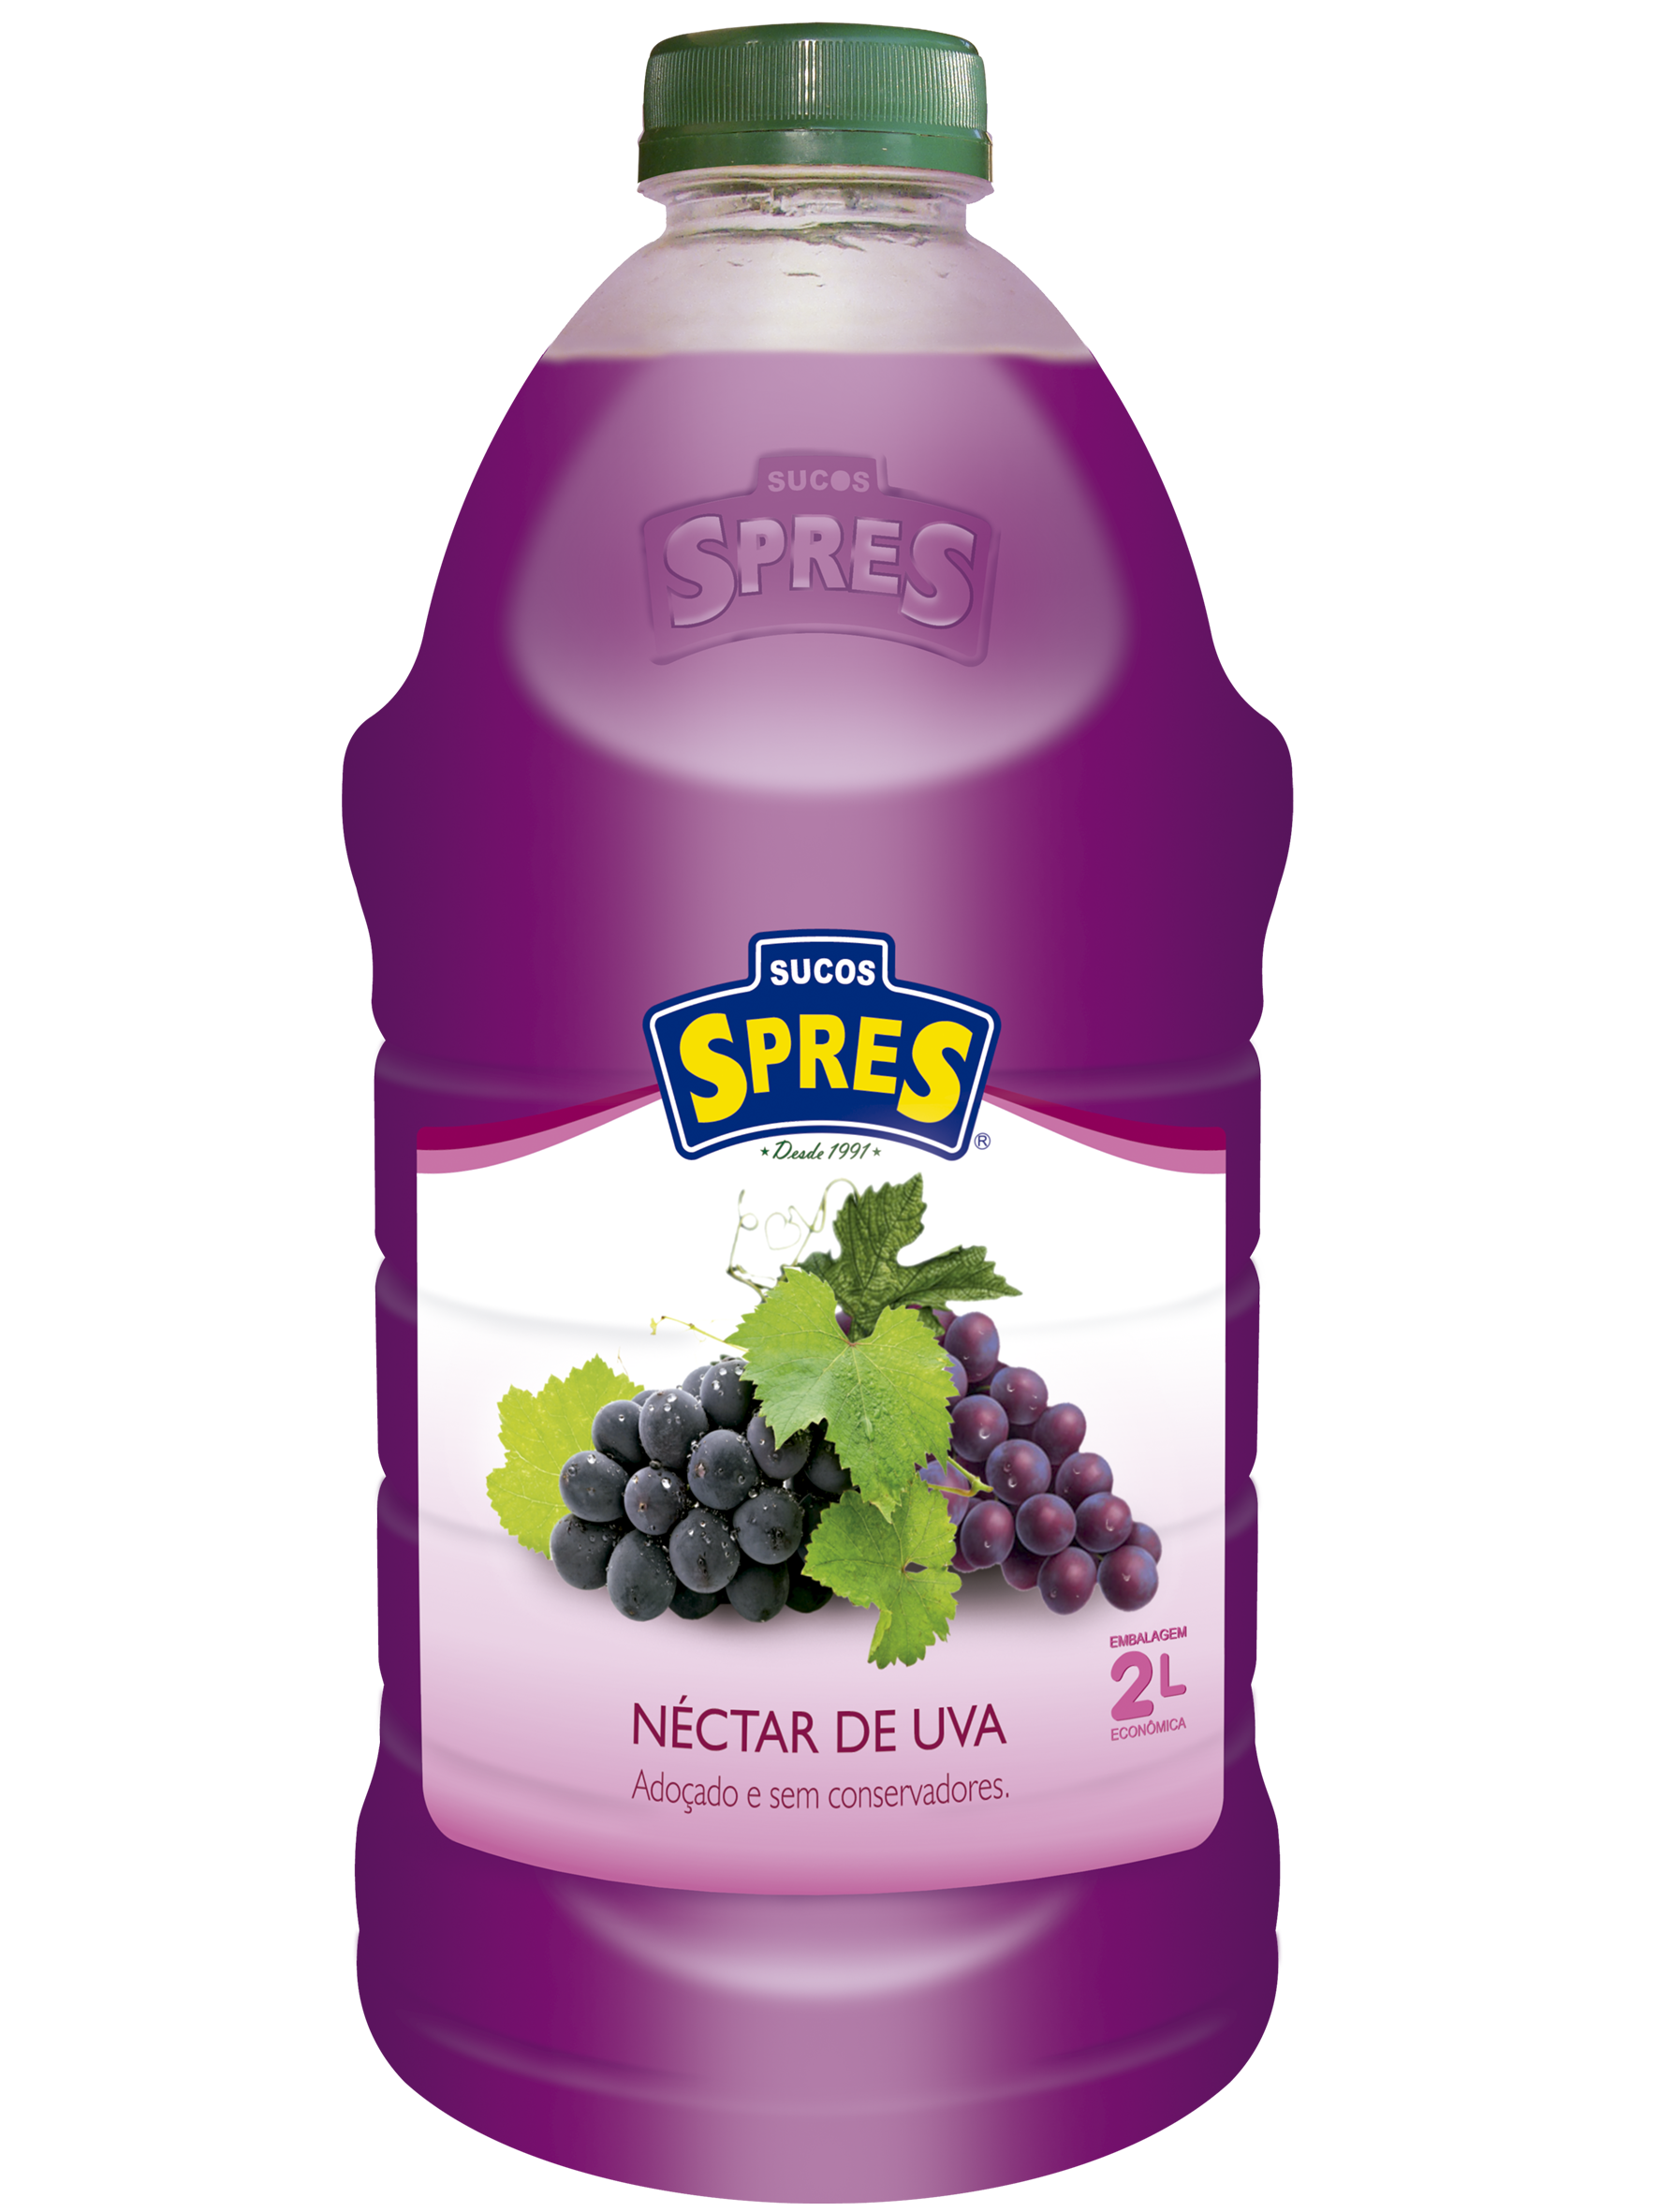 SUCOS
SPRES
SUCOS
SPRES
®
★ Desde 1991 ★
EMBALAGEM
2L
ECONÔMICA
NÉCTAR DE UVA
Adoçado e sem conservadores.